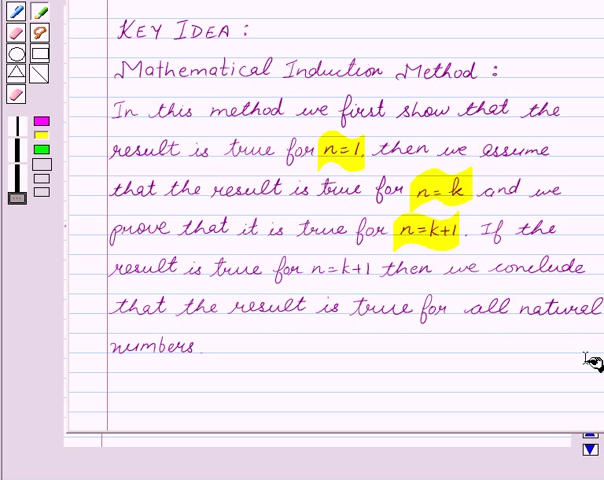 KEY IDEA :
Mathematical Induction Method :
In this method we first show that the
result is true for n=1, then we assume
that the result is true for n=k and we
prove that it is true for n=k+1. If the
result is true for n=k+1 then we conclude
that the result is true for all natural
numbers.